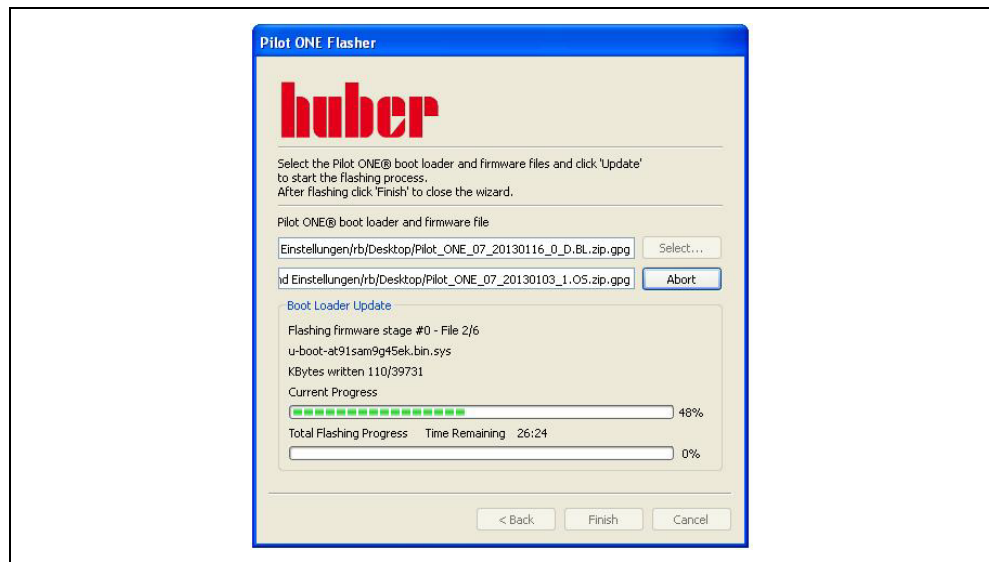 Pilot ONE Flasher
huber
Select the Pilot ONE® boot loader and firmware files and click 'Update'
to start the flashing process.
After flashing click 'Finish' to close the wizard.
Pilot ONE® boot loader and firmware file
Einstellungen/rb/Desktop/Pilot_ONE_07_20130116_0_D.BL.zip.gpg Select...
nd Einstellungen/rb/Desktop/Pilot_ONE_07_20130103_1.OS.zip.gpg Abort
Boot Loader Update
Flashing firmware stage #0 - File 2/6
u-boot-at91sam9g45ek.bin.sys
KBytes written 110/39731
Current Progress
48%
Total Flashing Progress Time Remaining 26:24
0%
< Back Finish Cancel